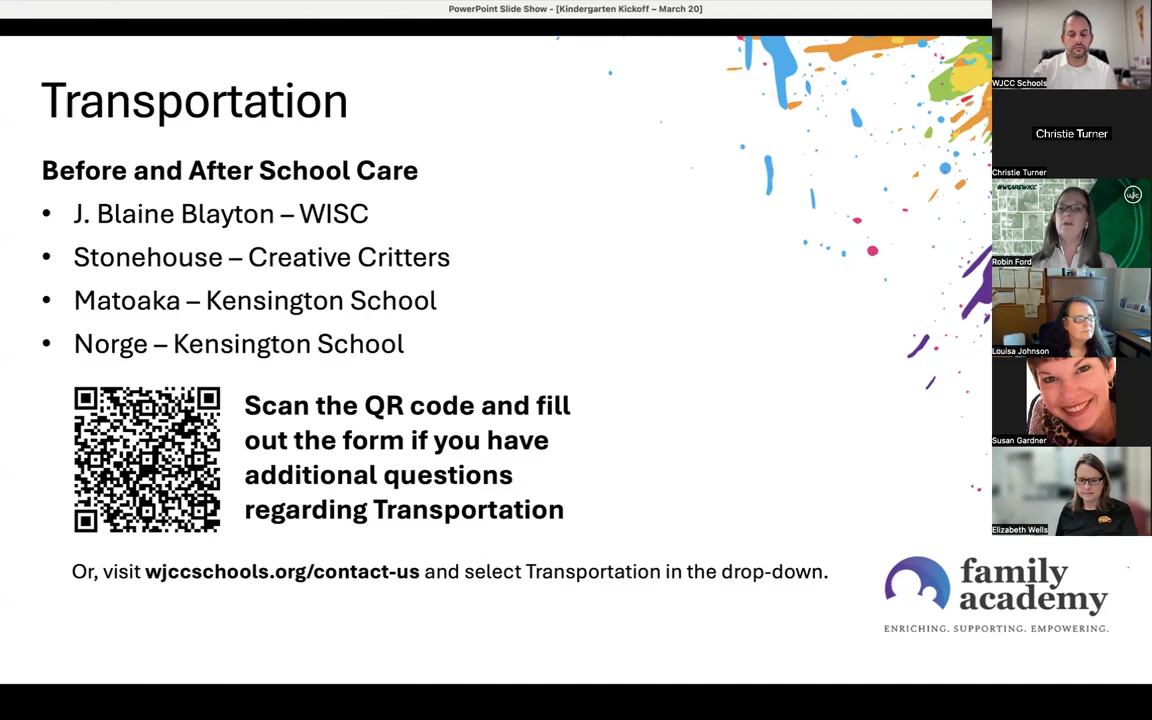 PowerPoint Slide Show - [Kindergarten Kickoff – March 20]
Transportation
Before and After School Care
• J. Blaine Blayton – WISC
• Stonehouse – Creative Critters
• Matoaka – Kensington School
• Norge – Kensington School
Scan the QR code and fill
out the form if you have
additional questions
regarding Transportation
Or, visit wjccschools.org/contact-us and select Transportation in the drop-down.
family
academy
ENRICHING. SUPPORTING. EMPOWERING.
WJCC Schools
Christie Turner
Christie Turner
#WEAREWJCC
wjcc
Robin Ford
Louisa Johnson
Susan Gardner
Elizabeth Wells